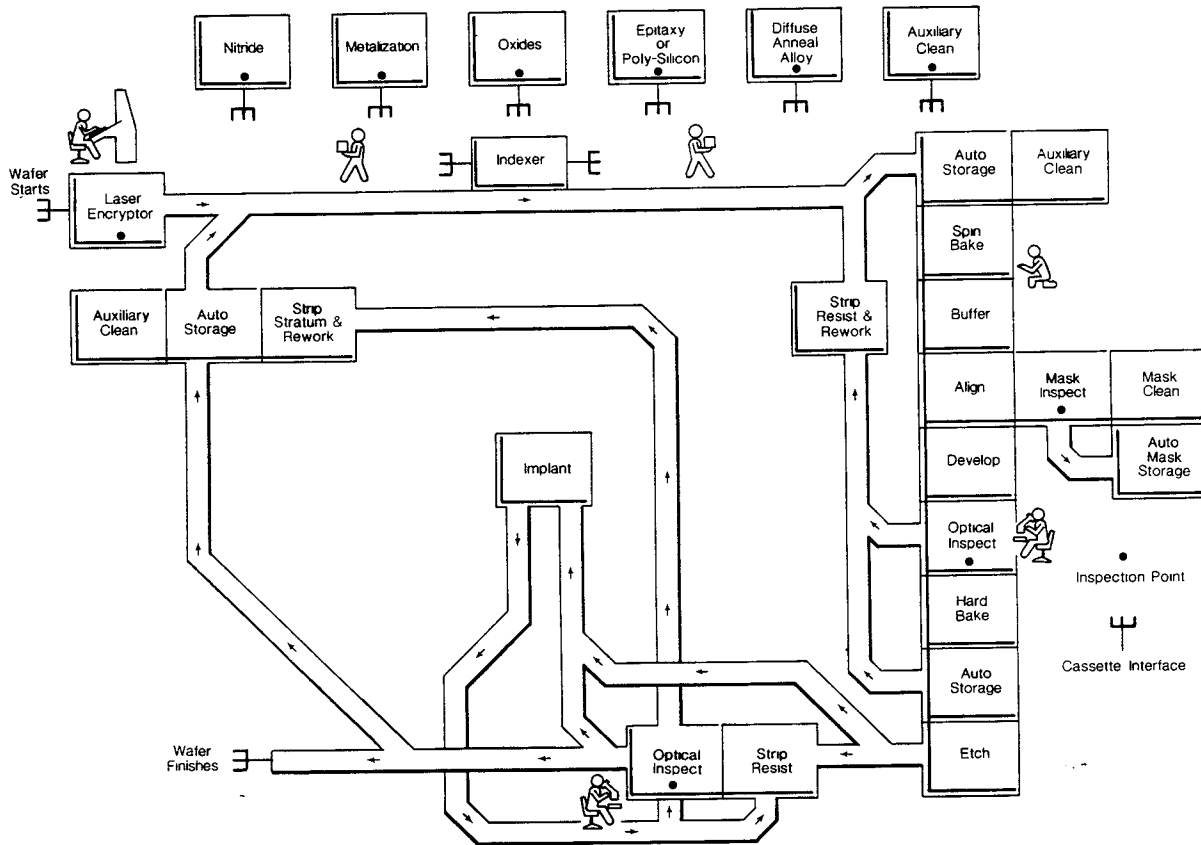 Nitride
Metalization
Oxides
Epitaxy
or
Poly-Silicon
Diffuse
Anneal
Alloy
Auxiliary
Clean
Wafer
Starts
Laser
Encryptor
Indexer
Auto
Storage
Auxiliary
Clean
Spin
Bake
Auxiliary
Clean
Auto
Storage
Strip
Stratum &
Rework
Strip
Resist &
Rework
Buffer
Align
Mask
Inspect
Mask
Clean
Implant
Develop
Auto
Mask
Storage
Optical
Inspect
Inspection Point
Hard
Bake
Cassette Interface
Auto
Storage
Wafer
Finishes
Optical
Inspect
Strip
Resist
Etch